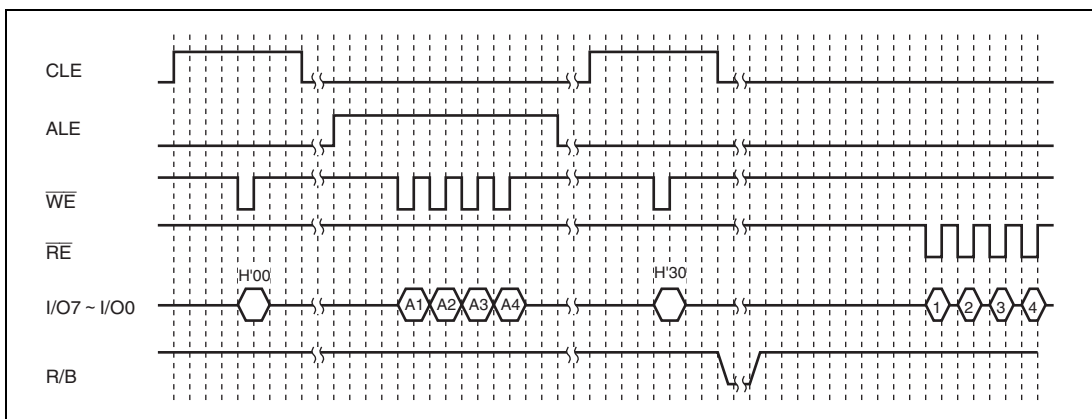 CLE
ALE
WE
RE
H'00
H'30
I/O7 ~ I/O0
A1 A2 A3 A4
1 2 3 4
R/B